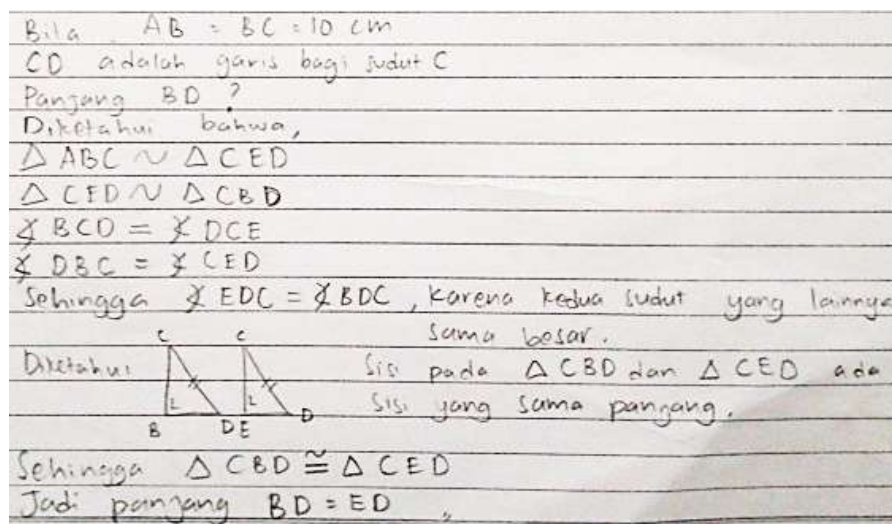 Bila AB = BC = 10 cm
CD adalah garis bagi sudut C
Panjang BD ?
Diketahui bahwa,
△ ABC ∼ △ CED
△ CED ∼ △ CBD
∡ BCD = ∡ DCE
∡ DBC = ∡ CED
Sehingga ∡ EDC = ∡ BDC, Karena kedua sudut yang lainnya
sama besar.
Diketahui
C C
B D E D
Sisi pada △ CBD dan △ CED ada
sisi yang sama panjang.
Sehingga △ CBD ≅ △ CED
Jadi panjang BD = ED //